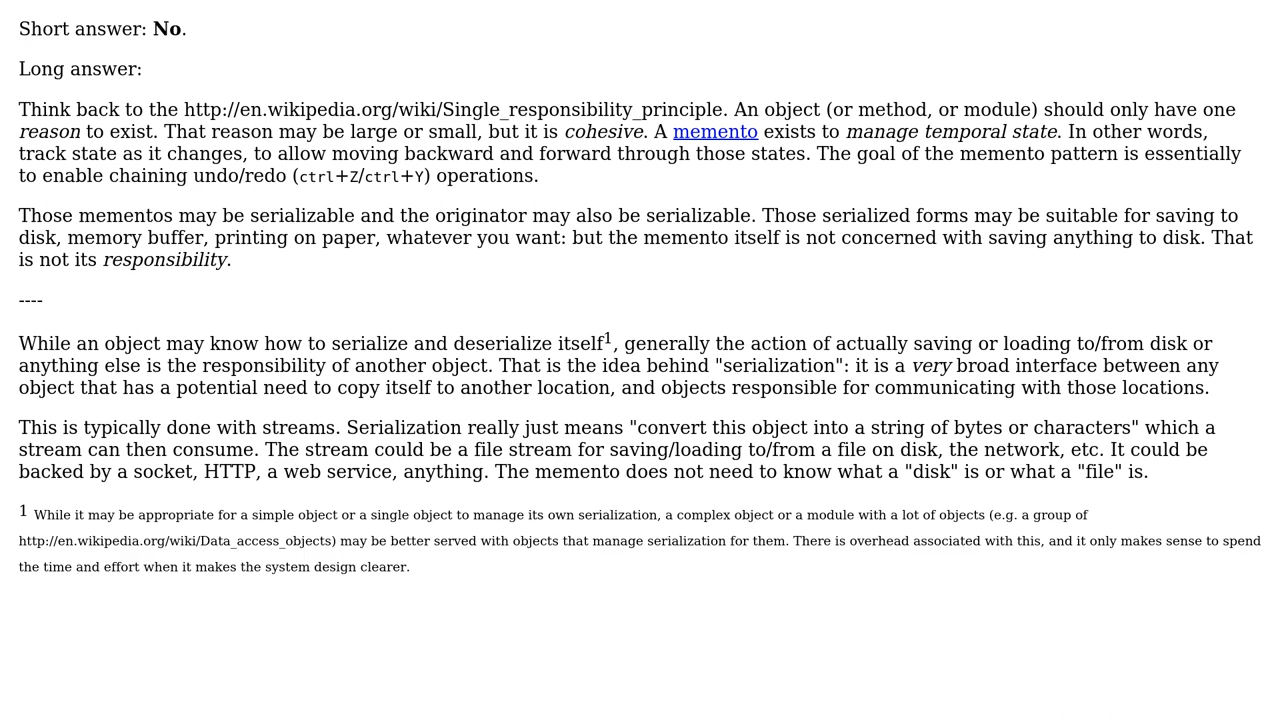 Short answer: No.
Long answer:
Think back to the http://en.wikipedia.org/wiki/Single_responsibility_principle. An object (or method, or module) should only have one
reason to exist. That reason may be large or small, but it is cohesive. A memento exists to manage temporal state. In other words,
track state as it changes, to allow moving backward and forward through those states. The goal of the memento pattern is essentially
to enable chaining undo/redo (ctrl+Z/ctrl+Y) operations.
Those mementos may be serializable and the originator may also be serializable. Those serialized forms may be suitable for saving to
disk, memory buffer, printing on paper, whatever you want: but the memento itself is not concerned with saving anything to disk. That
is not its responsibility.
----
While an object may know how to serialize and deserialize itself1, generally the action of actually saving or loading to/from disk or
anything else is the responsibility of another object. That is the idea behind "serialization": it is a very broad interface between any
object that has a potential need to copy itself to another location, and objects responsible for communicating with those locations.
This is typically done with streams. Serialization really just means "convert this object into a string of bytes or characters" which a
stream can then consume. The stream could be a file stream for saving/loading to/from a file on disk, the network, etc. It could be
backed by a socket, HTTP, a web service, anything. The memento does not need to know what a "disk" is or what a "file" is.
1 While it may be appropriate for a simple object or a single object to manage its own serialization, a complex object or a module with a lot of objects (e.g. a group of
http://en.wikipedia.org/wiki/Data_access_objects) may be better served with objects that manage serialization for them. There is overhead associated with this, and it only makes sense to spend
the time and effort when it makes the system design clearer.